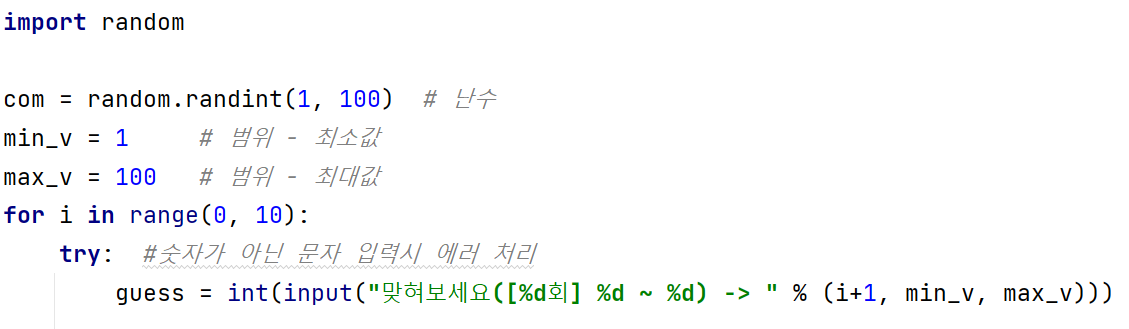 import random
com = random.randint(1, 100)  # 난수
min_v = 1     # 범위 - 최소값
max_v = 100   # 범위 - 최대값
for i in range(0, 10):
    try:  #숫자가 아닌 문자 입력시 에러 처리
        guess = int(input("맞혀보세요([%d회] %d ~ %d) -> " % (i+1, min_v, max_v)))